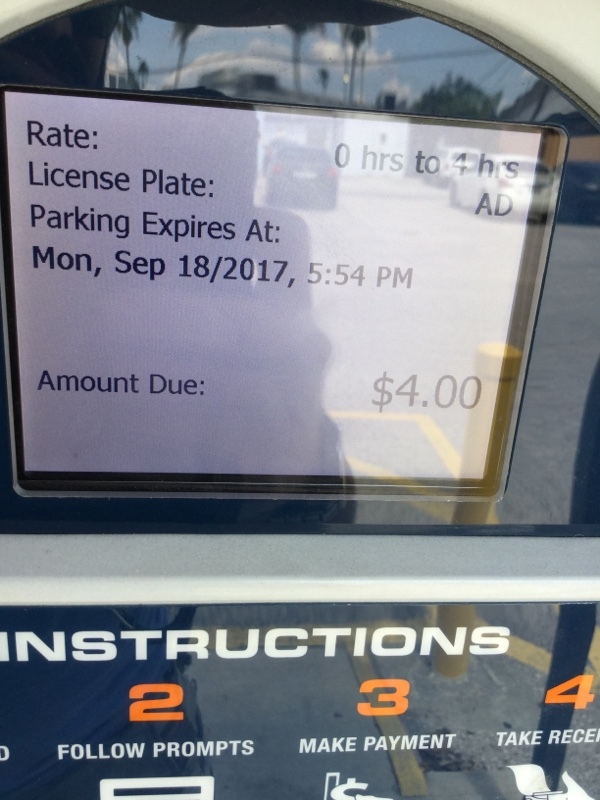 Rate:
0 hrs to 4 hrs
License Plate:
AD
Parking Expires At:
Mon, Sep 18/2017, 5:54 PM
Amount Due:
$4.00
INSTRUCTIONS
2
3
4
FOLLOW PROMPTS
MAKE PAYMENT
TAKE
$